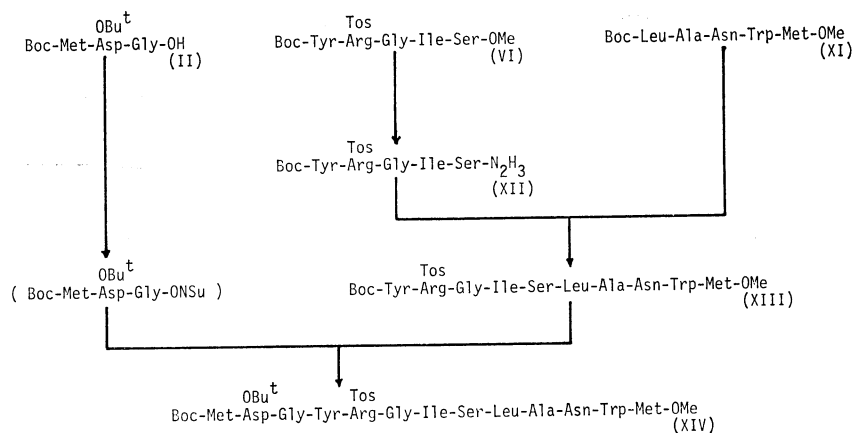 OBu^t
Boc-Met-Asp-Gly-OH
(II)
Tos
Boc-Tyr-Arg-Gly-Ile-Ser-OMe
(VI)
Boc-Leu-Ala-Asn-Trp-Met-OMe
(XI)
Tos
Boc-Tyr-Arg-Gly-Ile-Ser-N2H3
(XII)
OBu^t
( Boc-Met-Asp-Gly-ONSu )
Tos
Boc-Tyr-Arg-Gly-Ile-Ser-Leu-Ala-Asn-Trp-Met-OMe
(XIII)
OBu^t Tos
Boc-Met-Asp-Gly-Tyr-Arg-Gly-Ile-Ser-Leu-Ala-Asn-Trp-Met-OMe
(XIV)